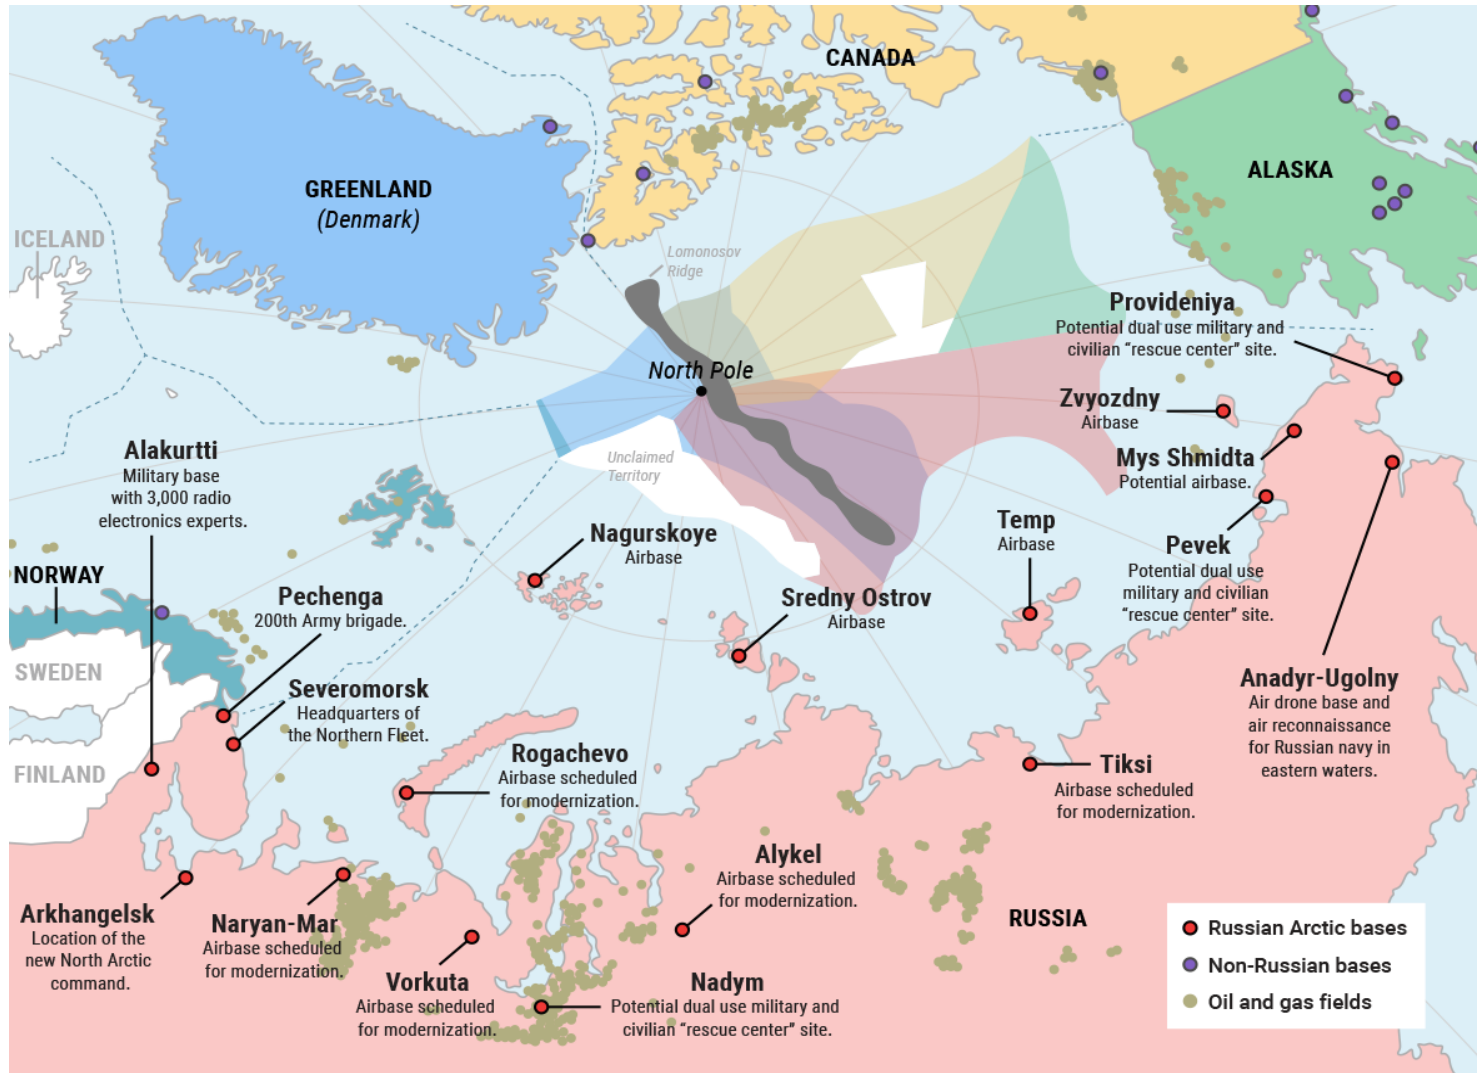 CANADA
GREENLAND
(Denmark)
ALASKA
ICELAND
Lomonosov
Ridge
North Pole
Unclaimed
Territory
Provideniya
Potential dual use military and
civilian “rescue center” site.
Zvyozdny
Airbase
Mys Shmidta
Potential airbase.
Alakurtti
Military base
with 3,000 radio
electronics experts.
Nagurskoye
Airbase
Temp
Airbase
Pevek
Potential dual use
military and civilian
“rescue center” site.
NORWAY
Pechenga
200th Army brigade.
Sredny Ostrov
Airbase
SWEDEN
Severomorsk
Headquarters of
the Northern Fleet.
Anadyr-Ugolny
Air drone base and
air reconnaissance
for Russian navy in
eastern waters.
FINLAND
Rogachevo
Airbase scheduled
for modernization.
Tiksi
Airbase scheduled
for modernization.
Alykel
Airbase scheduled
for modernization.
Arkhangelsk
Location of the
new North Arctic
command.
Naryan-Mar
Airbase scheduled
for modernization.
Vorkuta
Airbase scheduled
for modernization.
Nadym
Potential dual use military and
civilian “rescue center” site.
RUSSIA
Russian Arctic bases
Non-Russian bases
Oil and gas fields